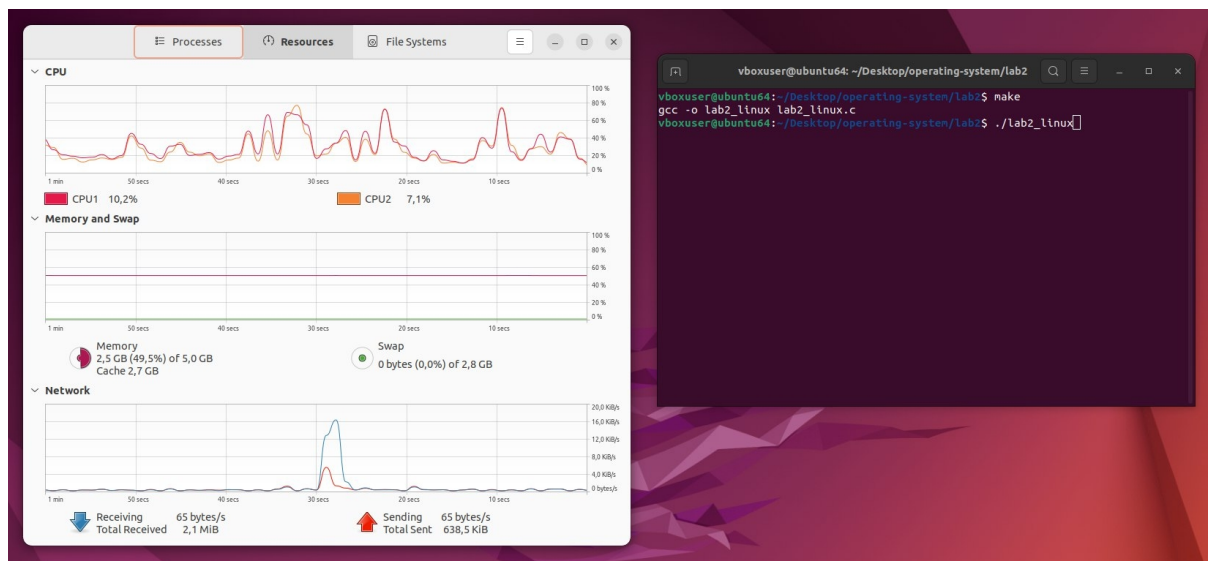 Processes Resources File Systems
CPU
100 %
80 %
60 %
40 %
20 %
0 %
1 min 50 secs 40 secs 30 secs 20 secs 10 secs
CPU1 10,2% CPU2 7,1%
Memory and Swap
100 %
80 %
60 %
40 %
20 %
0 %
1 min 50 secs 40 secs 30 secs 20 secs 10 secs
Memory
2,5 GB (49,5%) of 5,0 GB
Cache 2,7 GB
Swap
0 bytes (0,0%) of 2,8 GB
Network
20,0 KiB/s
16,0 KiB/s
12,0 KiB/s
8,0 KiB/s
4,0 KiB/s
0 bytes/s
1 min 50 secs 40 secs 30 secs 20 secs 10 secs
Receiving 65 bytes/s
Total Received 2,1 MiB
Sending 65 bytes/s
Total Sent 638,5 KiB
vboxuser@ubuntu64: ~/Desktop/operating-system/lab2
vboxuser@ubuntu64:~/Desktop/operating-system/lab2$ make
gcc -o lab2_linux lab2_linux.c
vboxuser@ubuntu64:~/Desktop/operating-system/lab2$ ./lab2_linux